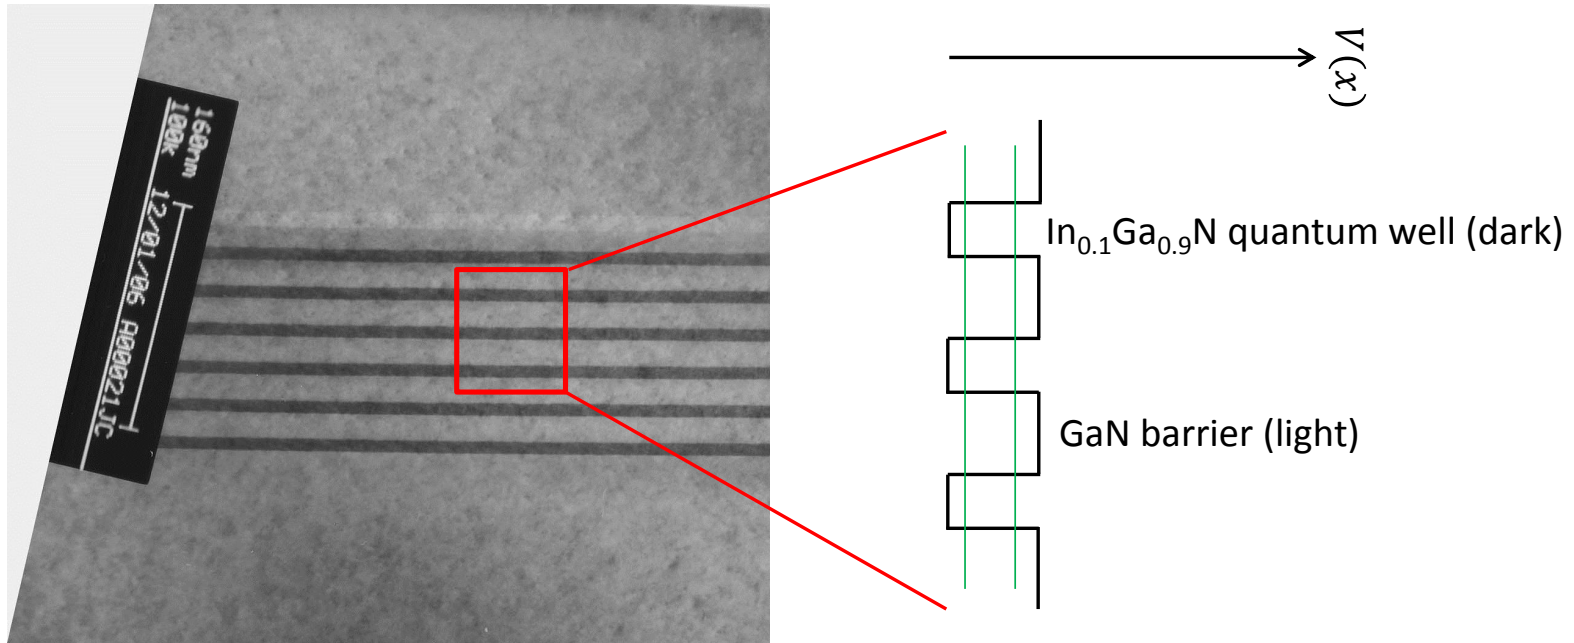 160nm
100k
12/01/06 A00021JC
V(x)
In0.1Ga0.9N quantum well (dark)
GaN barrier (light)